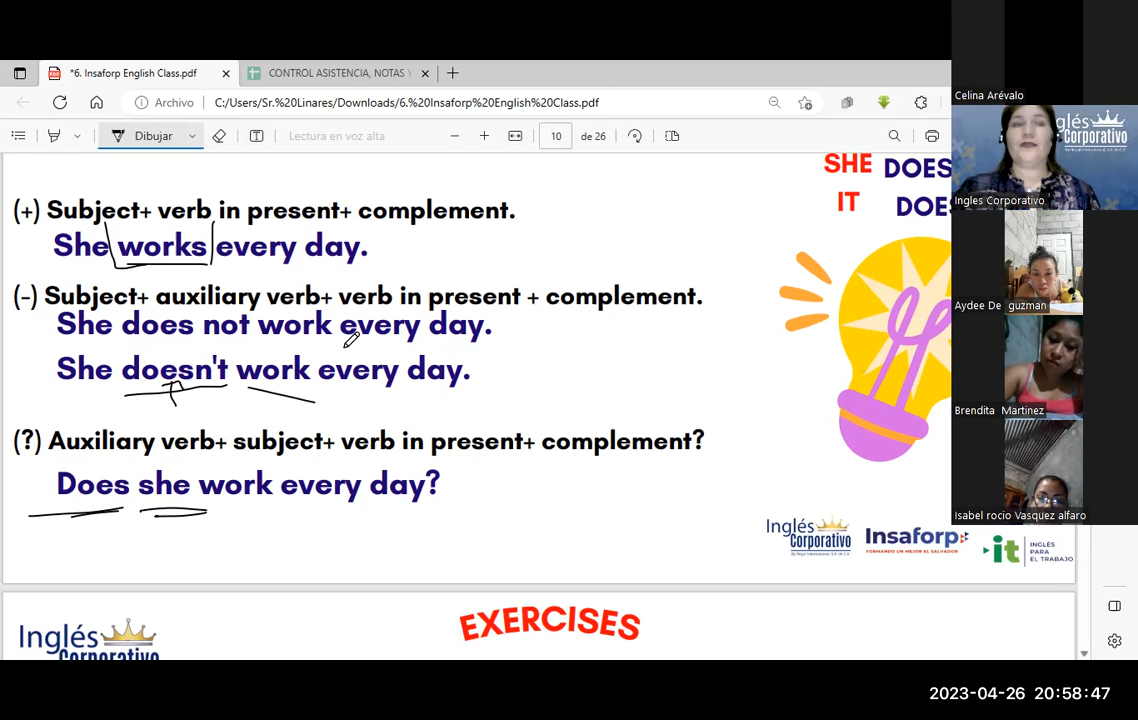 *6. Insaforp English Class.pdf
CONTROL ASISTENCIA, NOTAS Y
Archivo
C:/Users/Sr.%20Linares/Downloads/6.%20Insaforp%20English%20Class.pdf
Dibujar
Lectura en voz alta
10
de 26
SHE DOES
IT DOES
(+) Subject+ verb in present+ complement.
She works every day.
(-) Subject+ auxiliary verb+ verb in present + complement.
She does not work every day.
She doesn't work every day.
(?) Auxiliary verb+ subject+ verb in present+ complement?
Does she work every day?
Inglés
Corporativo
Insaforp
FORMANDO UN MEJOR EL SALVADOR
it
INGLÉS
PARA
EL TRABAJO
EXERCISES
Inglés
Corporativo
Celina Arévalo
glés
Corporativo
Ingles Corporativo
Aydee De guzman
Brendita Martinez
Isabel rocio Vasquez alfaro
2023-04-26 20:58:47